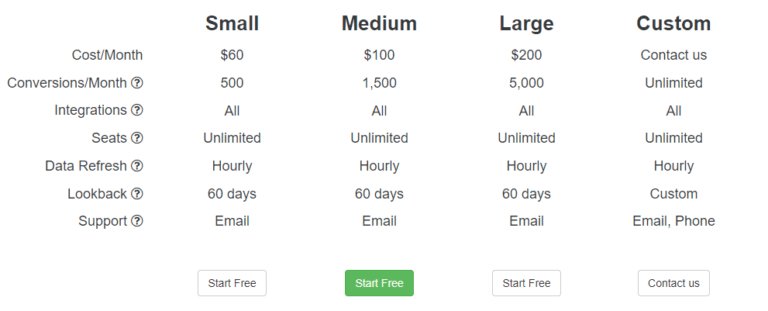 Small Medium Large Custom
Cost/Month $60 $100 $200 Contact us
Conversions/Month ? 500 1,500 5,000 Unlimited
Integrations ? All All All All
Seats ? Unlimited Unlimited Unlimited Unlimited
Data Refresh ? Hourly Hourly Hourly Hourly
Lookback ? 60 days 60 days 60 days Custom
Support ? Email Email Email Email, Phone
Start Free Start Free Start Free Contact us